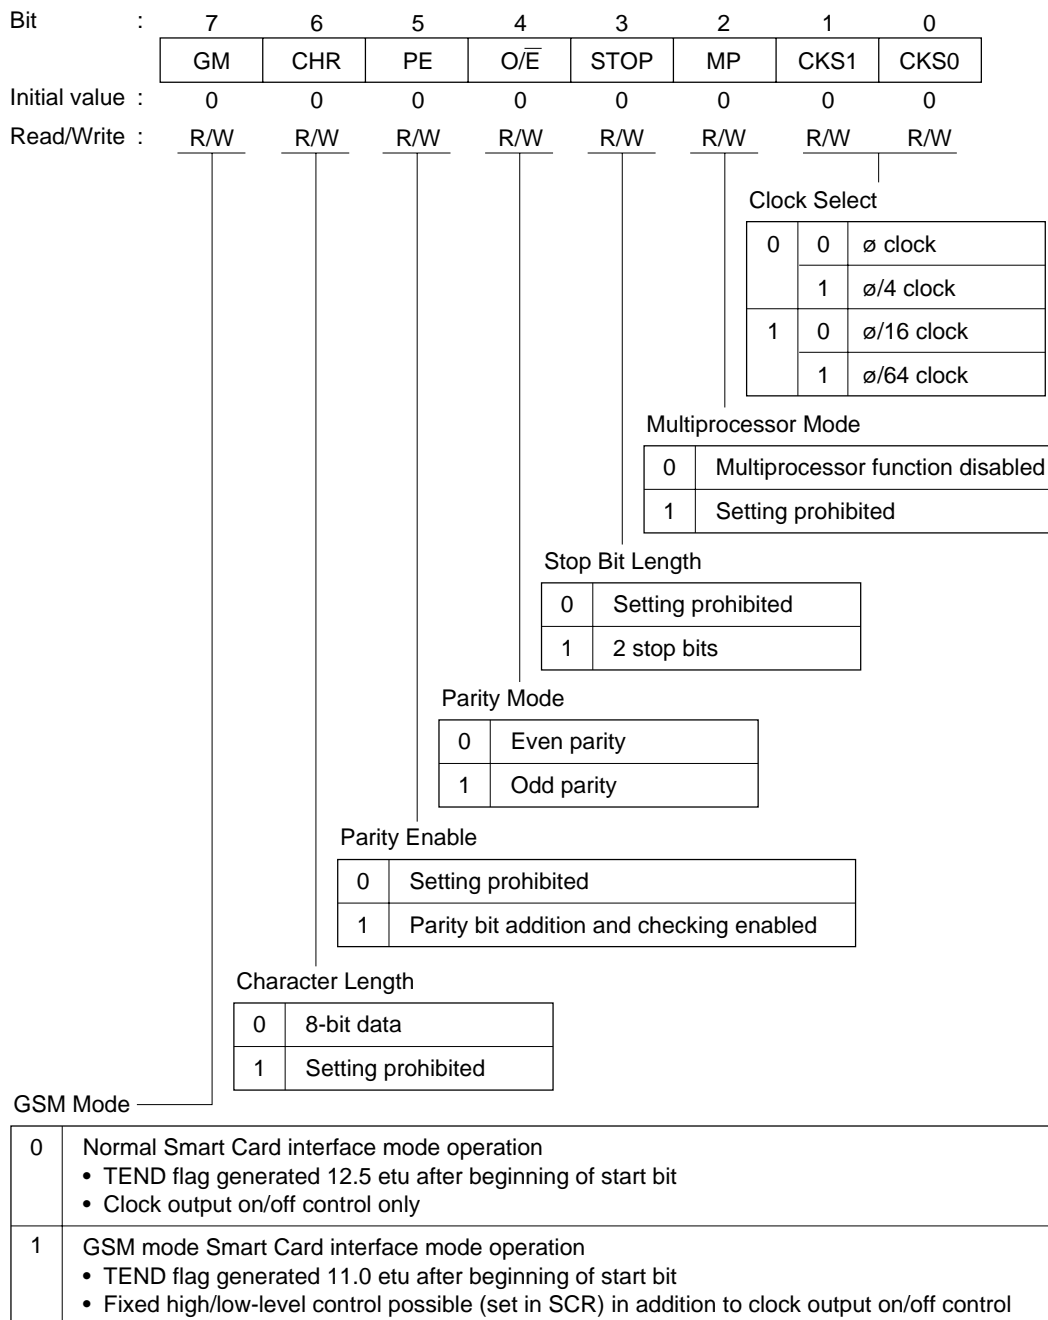 Bit : 7 6 5 4 3 2 1 0
GM CHR PE O/E̅ STOP MP CKS1 CKS0
Initial value : 0 0 0 0 0 0 0 0
Read/Write : R/W R/W R/W R/W R/W R/W R/W R/W
Clock Select
0 0 ø clock
1 ø/4 clock
1 0 ø/16 clock
1 ø/64 clock
Multiprocessor Mode
0 Multiprocessor function disabled
1 Setting prohibited
Stop Bit Length
0 Setting prohibited
1 2 stop bits
Parity Mode
0 Even parity
1 Odd parity
Parity Enable
0 Setting prohibited
1 Parity bit addition and checking enabled
Character Length
0 8-bit data
1 Setting prohibited
GSM Mode
0 Normal Smart Card interface mode operation
• TEND flag generated 12.5 etu after beginning of start bit
• Clock output on/off control only
1 GSM mode Smart Card interface mode operation
• TEND flag generated 11.0 etu after beginning of start bit
• Fixed high/low-level control possible (set in SCR) in addition to clock output on/off control